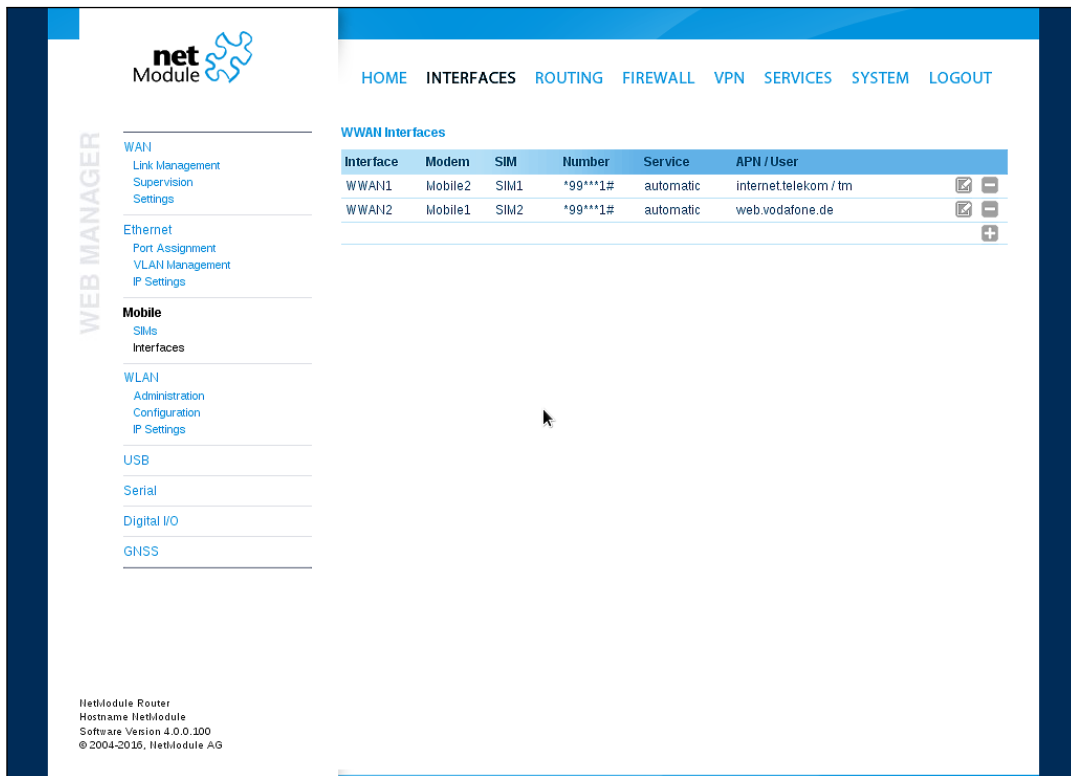 net
Module
HOME INTERFACES ROUTING FIREWALL VPN SERVICES SYSTEM LOGOUT
WEB MANAGER
WAN
Link Management
Supervision
Settings
Ethernet
Port Assignment
VLAN Management
IP Settings
Mobile
SIMs
Interfaces
WLAN
Administration
Configuration
IP Settings
USB
Serial
Digital I/O
GNSS
WWAN Interfaces
Interface Modem SIM Number Service APN / User
WWAN1 Mobile2 SIM1 *99***1# automatic internet.telekom / tm
WWAN2 Mobile1 SIM2 *99***1# automatic web.vodafone.de
NetModule Router
Hostname NetModule
Software Version 4.0.0.100
© 2004-2016, NetModule AG